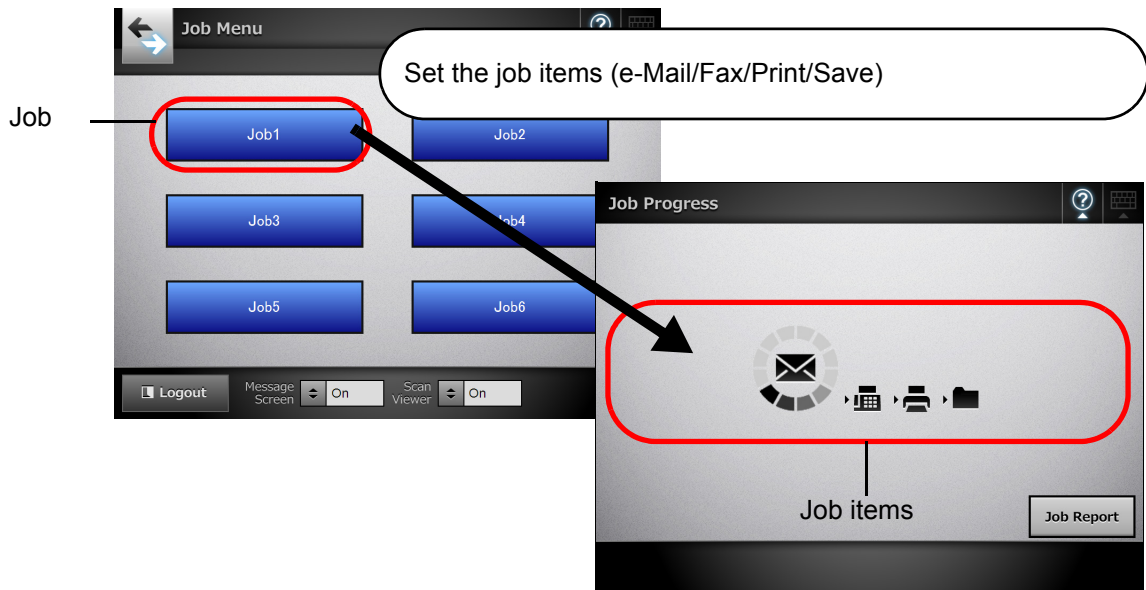 Job Menu
?
Set the job items (e-Mail/Fax/Print/Save)
Job
Job1
Job2
Job3
Job4
Job5
Job6
Logout
Message
Screen
On
Scan
Viewer
On
Job Progress
?
Job items
Job Report